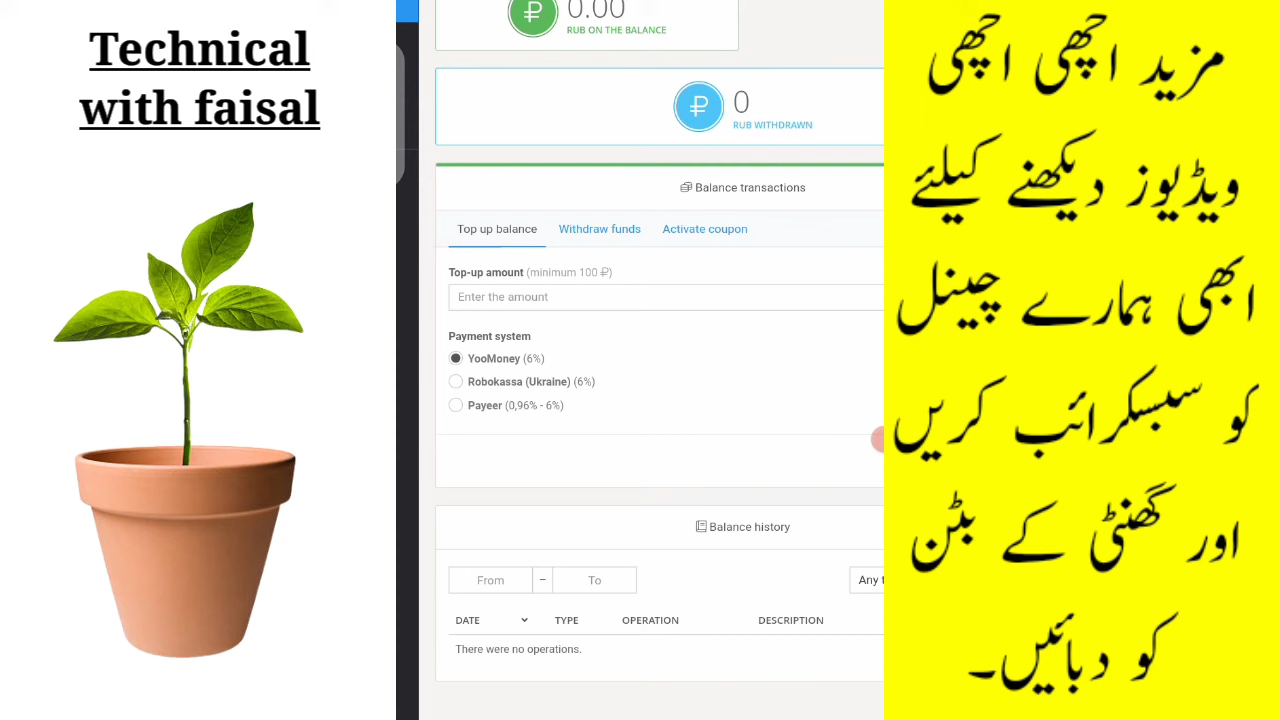 Technical
with faisal
0.00
RUB ON THE BALANCE
0
RUB WITHDRAWN
Balance transactions
Top up balance Withdraw funds Activate coupon
Top-up amount (minimum 100 ₽)
Enter the amount
Payment system
YooMoney (6%)
Robokassa (Ukraine) (6%)
Payeer (0,96% - 6%)
Balance history
From – To Any
DATE TYPE OPERATION DESCRIPTION
There were no operations.
مزید اچھی اچھی
ویڈیوز دیکھنے کیلئے
ابھی ہمارے چینل
کو سبسکرائب کریں
اور گھنٹی کے بٹن
کو دبائیں۔